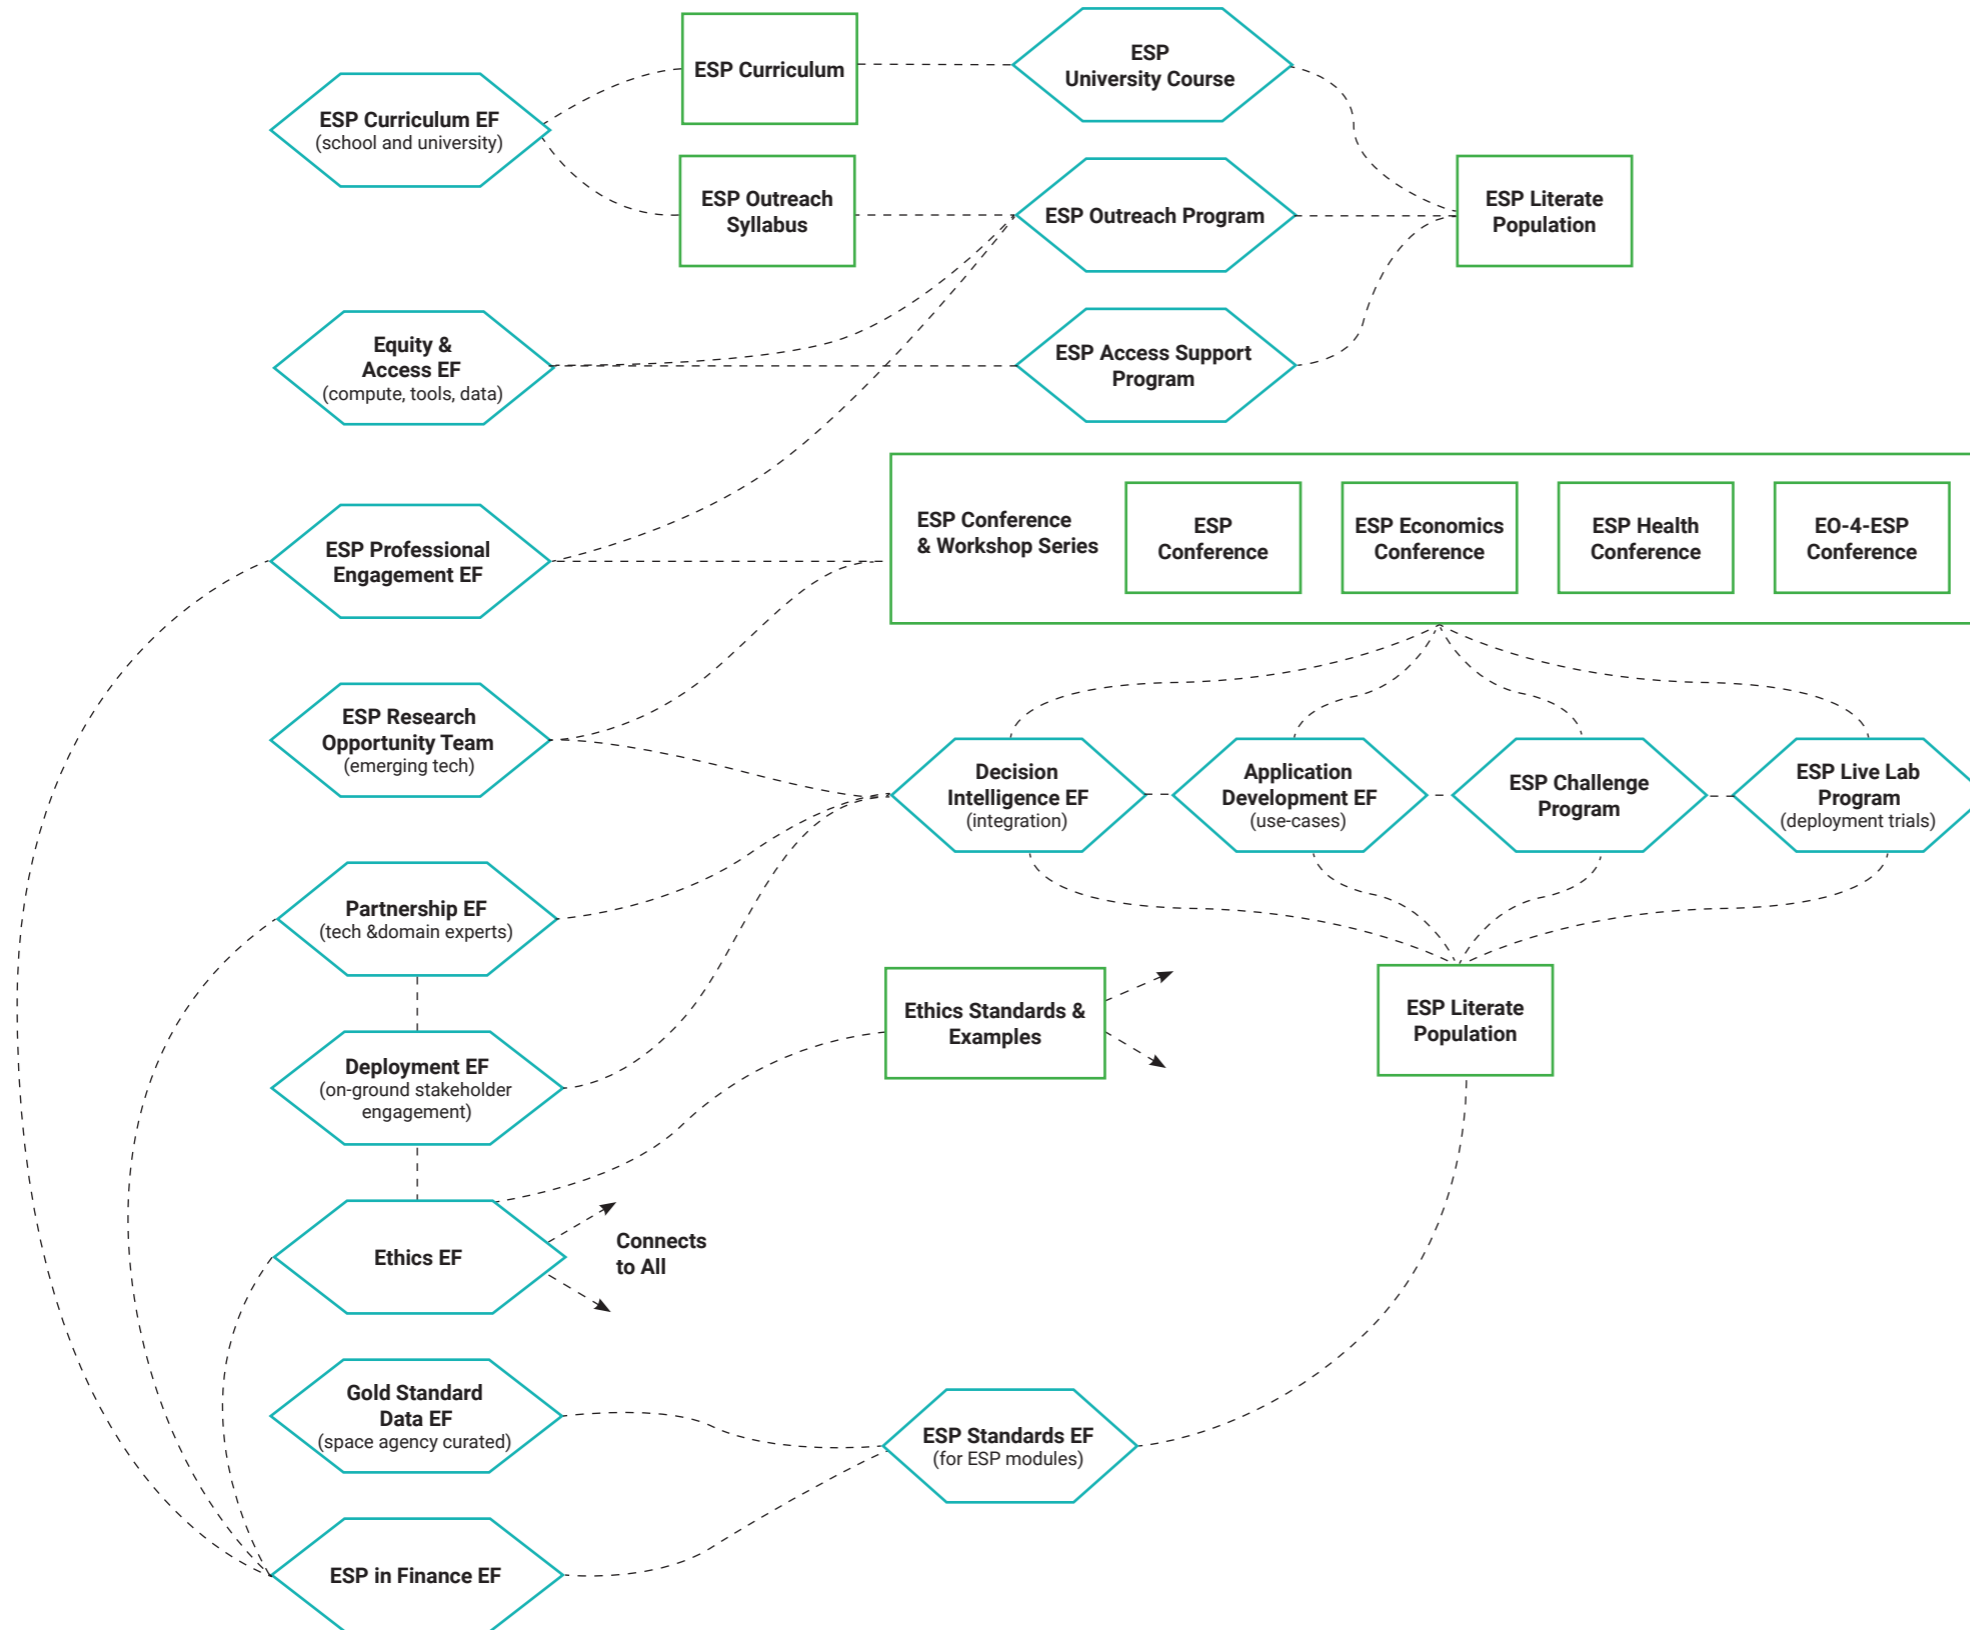 ESP Curriculum EF
(school and university)
ESP Curriculum
ESP
University Course
ESP Outreach
Syllabus
ESP Outreach Program
ESP Literate
Population
Equity &
Access EF
(compute, tools, data)
ESP Access Support
Program
ESP Professional
Engagement EF
ESP Conference
& Workshop Series
ESP
Conference
ESP Economics
Conference
ESP Health
Conference
EO-4-ESP
Conference
ESP Research
Opportunity Team
(emerging tech)
Decision
Intelligence EF
(integration)
Application
Development EF
(use-cases)
ESP Challenge
Program
ESP Live Lab
Program
(deployment trials)
Partnership EF
(tech &domain experts)
Deployment EF
(on-ground stakeholder
engagement)
Ethics Standards &
Examples
ESP Literate
Population
Ethics EF
Connects
to All
Gold Standard
Data EF
(space agency curated)
ESP Standards EF
(for ESP modules)
ESP in Finance EF